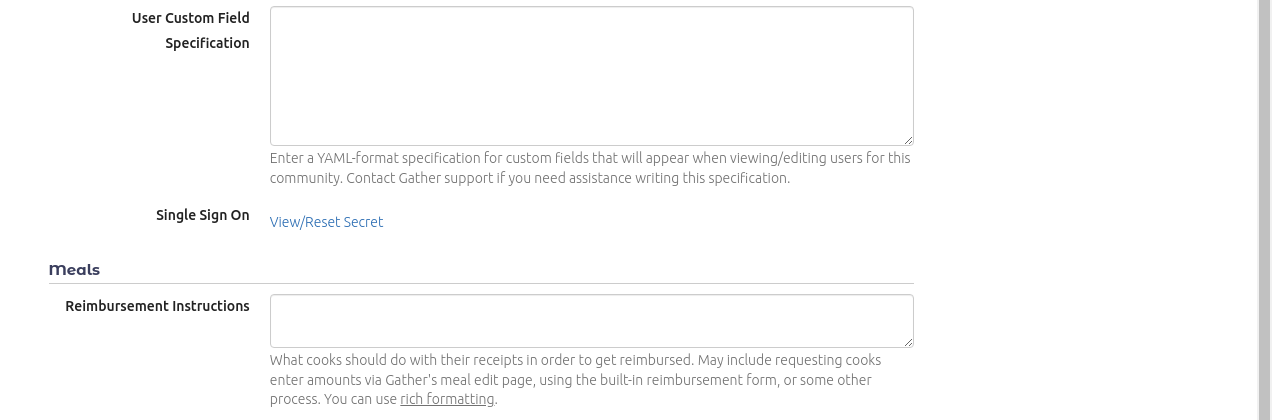 User Custom Field
Specification
Enter a YAML-format specification for custom fields that will appear when viewing/editing users for this
community. Contact Gather support if you need assistance writing this specification.
Single Sign On
View/Reset Secret
Meals
Reimbursement Instructions
What cooks should do with their receipts in order to get reimbursed. May include requesting cooks
enter amounts via Gather's meal edit page, using the built-in reimbursement form, or some other
process. You can use rich formatting.